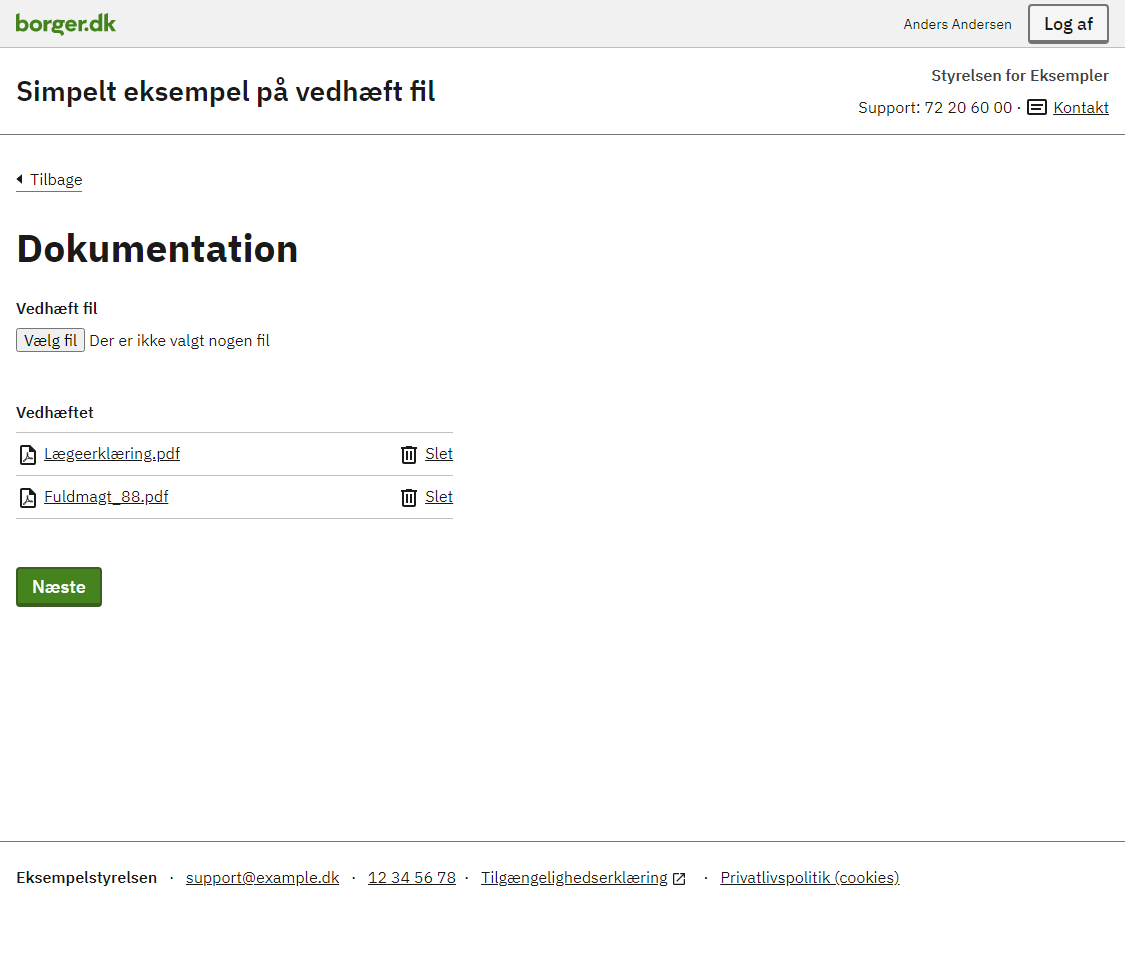 borger.dk
Anders Andersen Log af
Simpelt eksempel på vedhæft fil
Styrelsen for Eksempler
Support: 72 20 60 00 · Kontakt
Tilbage
Dokumentation
Vedhæft fil
Vælg fil Der er ikke valgt nogen fil
Vedhæftet
Lægeerklæring.pdf Slet
Fuldmagt_88.pdf Slet
Næste
Eksempelstyrelsen · support@example.dk · 12 34 56 78 · Tilgængelighedserklæring · Privatlivspolitik (cookies)